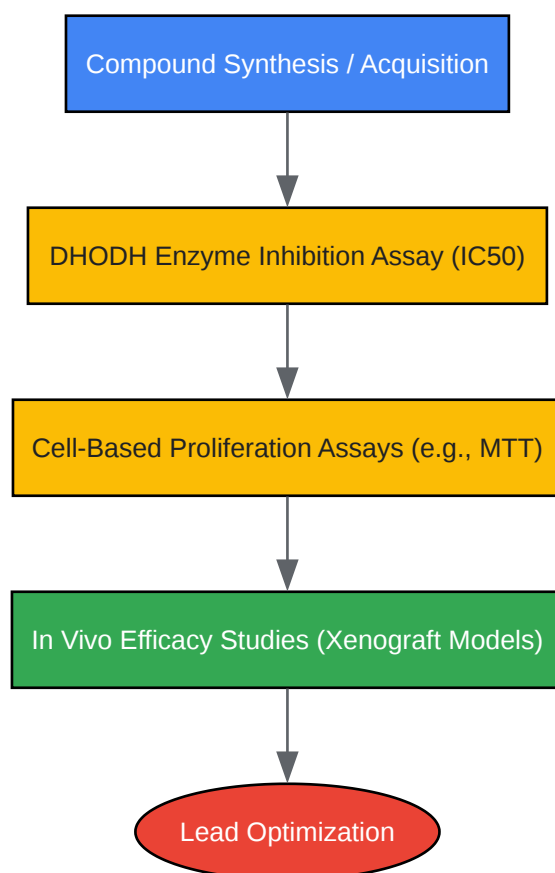 Compound Synthesis / Acquisition
DHODH Enzyme Inhibition Assay (IC50)
Cell-Based Proliferation Assays (e.g., MTT)
In Vivo Efficacy Studies (Xenograft Models)
Lead Optimization